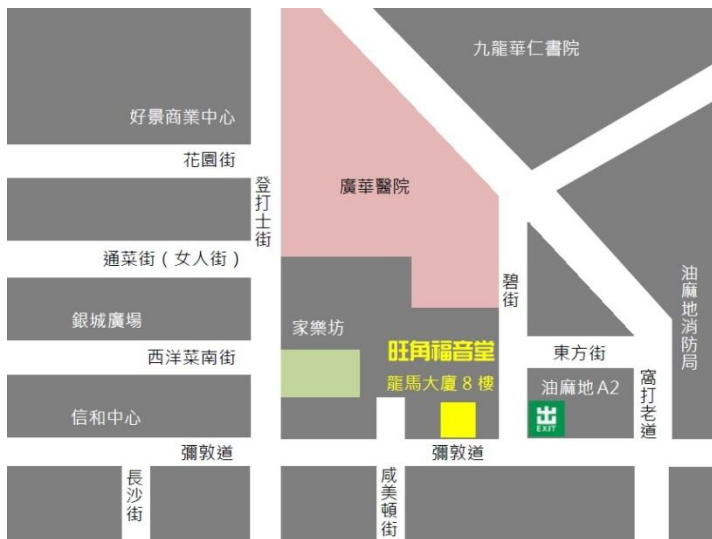 九龍華仁書院
好景商業中心
花園街
登打士街
廣華醫院
通菜街（女人街）
碧街
油麻地消防局
銀城廣場
家樂坊
旺角福音堂
東方街
西洋菜南街
龍馬大廈 8 樓
油麻地 A2
窩打老道
信和中心
出
EXIT
彌敦道
彌敦道
長沙街
咸美頓街